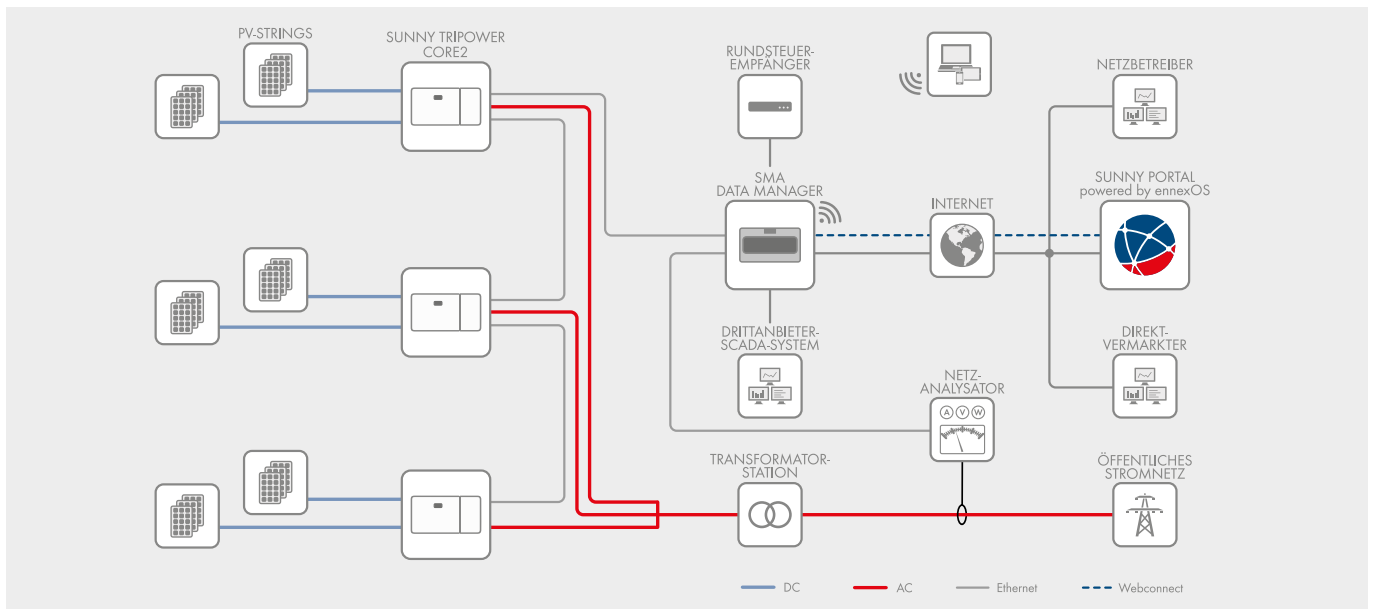 PV-STRINGS
SUNNY TRIPOWER
CORE2
RUNDSTEUER-
EMPFÄNGER
NETZBETREIBER
SMA
DATA MANAGER
INTERNET
SUNNY PORTAL
powered by ennexOS
DRITTANBIETER-
SCADA-SYSTEM
NETZ-
ANALYSATOR
A V W
DIREKT-
VERMARKTER
TRANSFORMATOR-
STATION
ÖFFENTLICHES
STROMNETZ
DC
AC
Ethernet
Webconnect